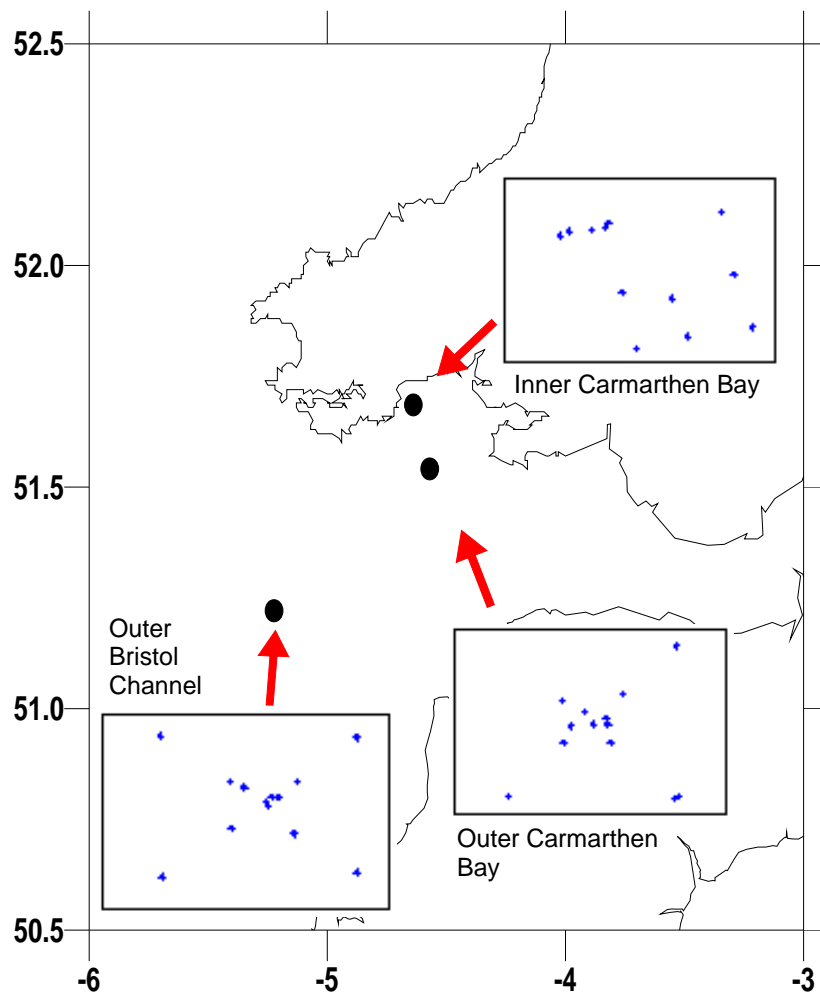 52.5
52.0
Inner Carmarthen Bay
51.5
Outer
Bristol
Channel
51.0
Outer Carmarthen
Bay
50.5
-6
-5
-4
-3